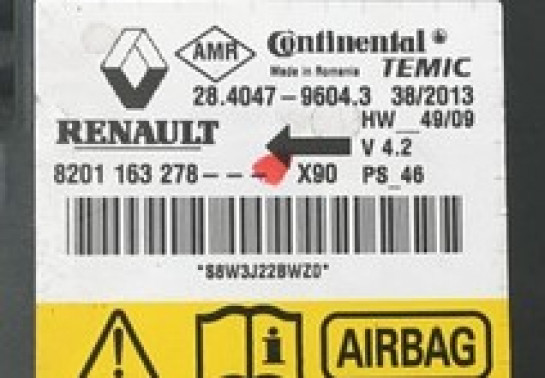 AMR Continental
Made in Romania TEMIC
28.4047-9604.3 38/2013
HW__49/09
RENAULT
V 4.2
8201 163 278--- X90 PS_46
*S8W3J22BWZ0*
i
AIRBAG